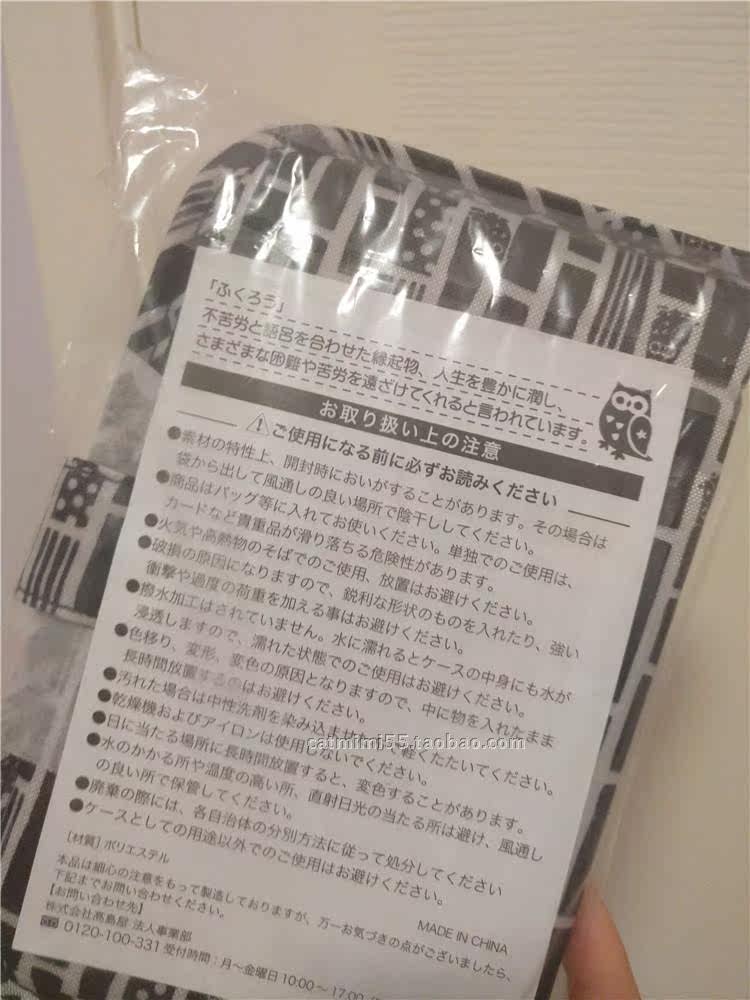 「ふくろう」
不苦労と語呂を合わせた縁起物、人生を豊かに潤し、
さまざまな困難や苦労を遠ざけてくれると言われています。
お取り扱い上の注意
ご使用になる前に必ずお読みください
●素材の特性上、開封時においがすることがあります。その場合は
袋から出して風通しの良い場所で陰干ししてください。
●商品はバッグ等に入れてお使いください。単独でのご使用は、
カードなど貴重品が滑り落ちる危険性があります。
●火気や高熱物のそばでのご使用、放置はお避けください。
●破損の原因になりますので、鋭利な形状のものを入れたり、強い
衝撃や過度の荷重を加える事はお避けください。
●撥水加工はされていません。水に濡れるとケースの中身にも水が
浸透しますので、濡れた状態でのご使用はお避けください。
●色移り、変形、変色の原因となりますので、中に物を入れたまま
長時間放置するのはお避けください。
●汚れた場合は中性洗剤を染み込ませ 軽くたたいてください。
●乾燥機およびアイロンは使用しないでください。
●日に当たる場所に長時間放置すると、変色することがあります。
●水のかかる所や温度の高い所、直射日光の当たる所は避け、風通し
の良い所で保管してください。
●廃棄の際には、各自治体の分別方法に従って処分してください
●ケースとしての用途以外でのご使用はお避けください。
catmimi55.taobao.com
［材質］ポリエステル
MADE IN CHINA
本品は細心の注意をもって製造しておりますが、万一お気づきの点がございましたら、
下記までお問い合わせください。
【お問い合わせ先】
株式会社髙島屋 法人事業部
0120-100-331 受付時間：月〜金曜日10:00〜17:00